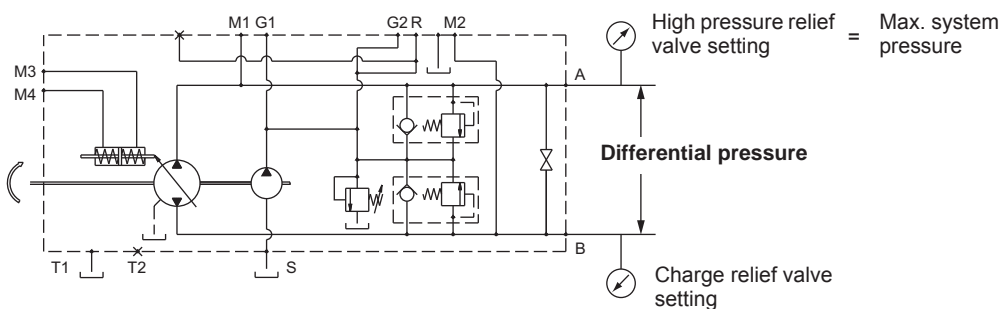 M1 G1 G2 R M2
High pressure relief
valve setting
=
Max. system
pressure
M3
M4
A
Differential pressure
B
T1 T2 S
Charge relief valve
setting